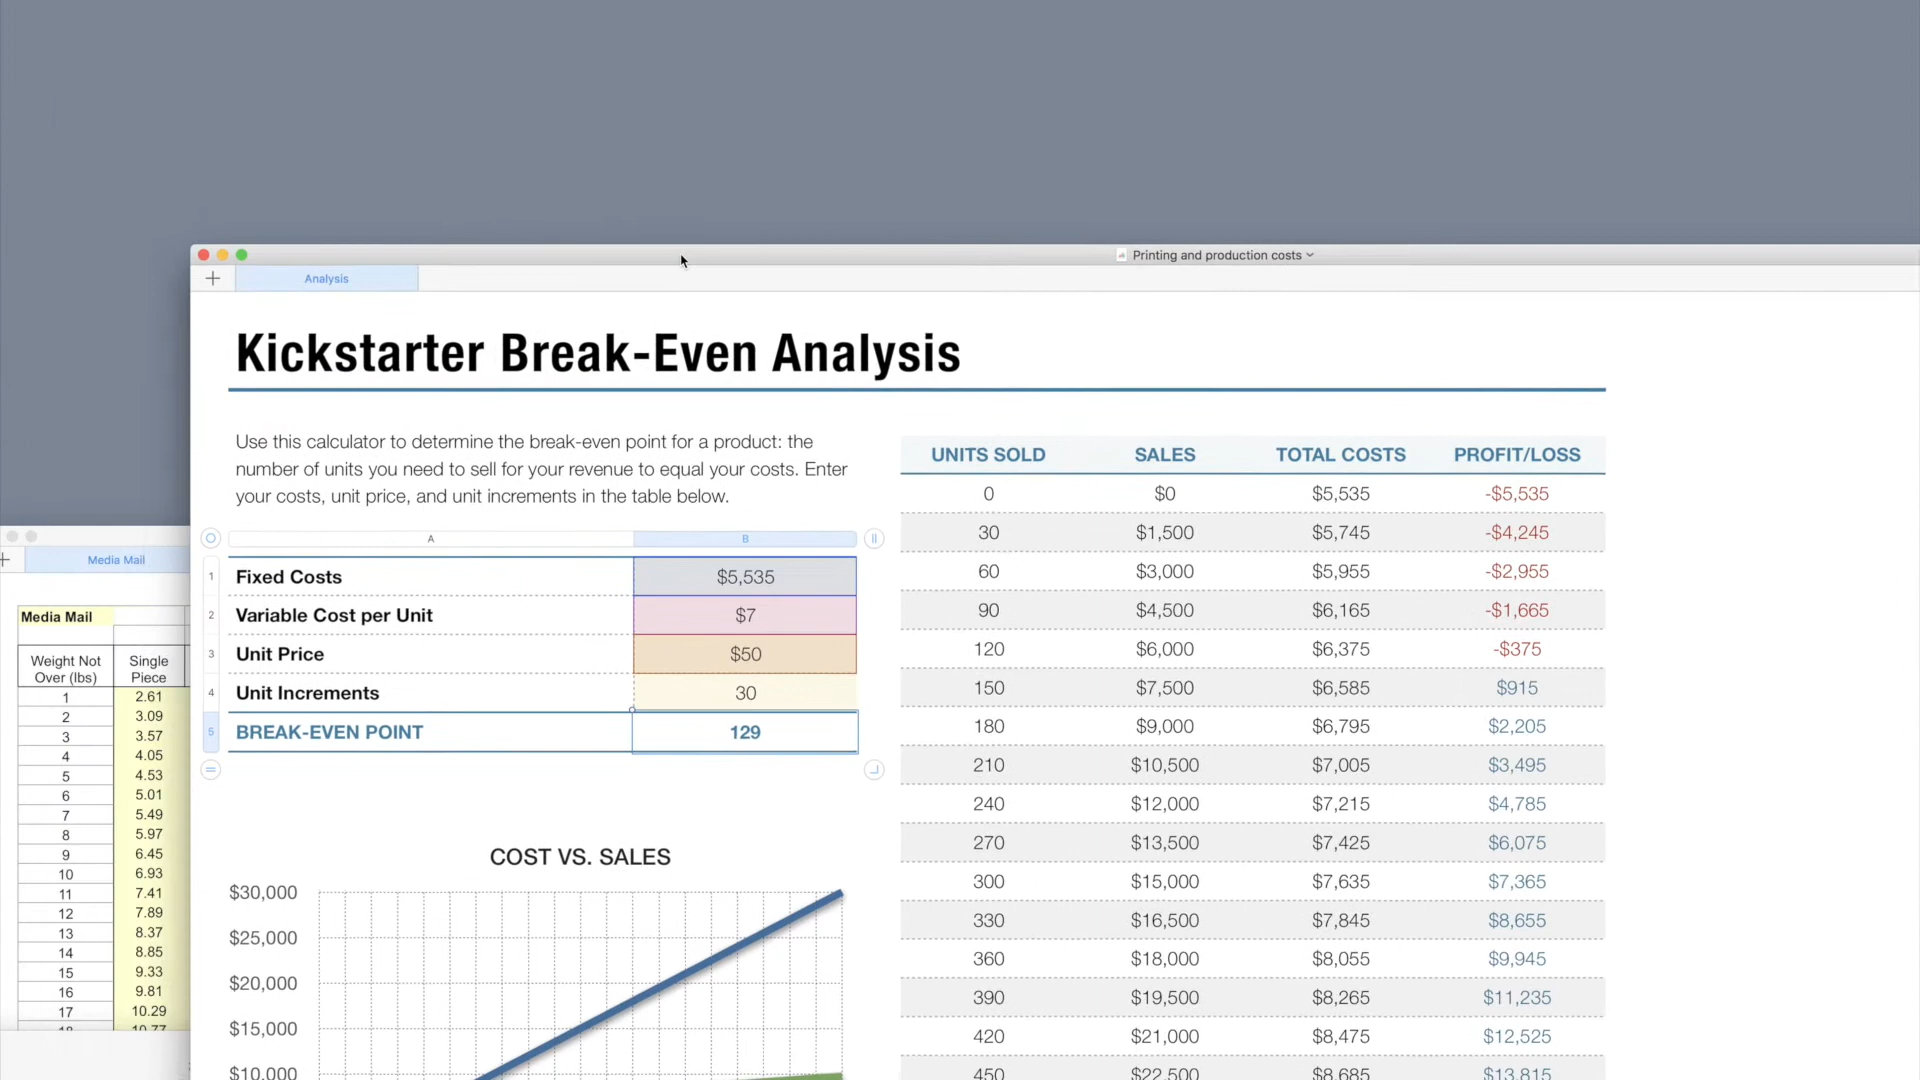 Printing and production costs
Analysis
Kickstarter Break-Even Analysis
Use this calculator to determine the break-even point for a product: the
number of units you need to sell for your revenue to equal your costs. Enter
your costs, unit price, and unit increments in the table below.
A B
1 Fixed Costs $5,535
2 Variable Cost per Unit $7
3 Unit Price $50
4 Unit Increments 30
5 BREAK-EVEN POINT 129
COST VS. SALES
$30,000
$25,000
$20,000
$15,000
$10,000
UNITS SOLD SALES TOTAL COSTS PROFIT/LOSS
0 $0 $5,535 -$5,535
30 $1,500 $5,745 -$4,245
60 $3,000 $5,955 -$2,955
90 $4,500 $6,165 -$1,665
120 $6,000 $6,375 -$375
150 $7,500 $6,585 $915
180 $9,000 $6,795 $2,205
210 $10,500 $7,005 $3,495
240 $12,000 $7,215 $4,785
270 $13,500 $7,425 $6,075
300 $15,000 $7,635 $7,365
330 $16,500 $7,845 $8,655
360 $18,000 $8,055 $9,945
390 $19,500 $8,265 $11,235
420 $21,000 $8,475 $12,525
450 $22,500 $8,685 $13,815
Media Mail
Media Mail
Weight Not Single
Over (lbs) Piece
1 2.61
2 3.09
3 3.57
4 4.05
5 4.53
6 5.01
7 5.49
8 5.97
9 6.45
10 6.93
11 7.41
12 7.89
13 8.37
14 8.85
15 9.33
16 9.81
17 10.29
18 10.77